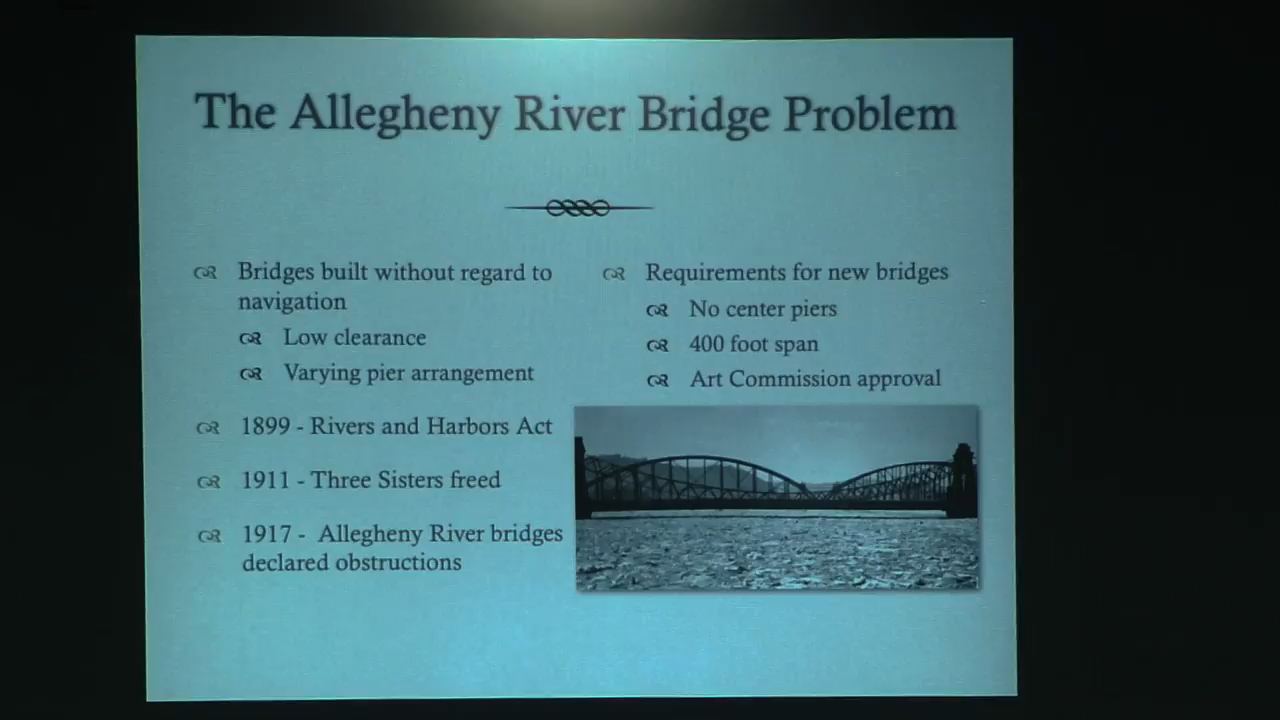 The Allegheny River Bridge Problem
Bridges built without regard to
navigation
Low clearance
Varying pier arrangement
1899 - Rivers and Harbors Act
1911 - Three Sisters freed
1917 - Allegheny River bridges
declared obstructions
Requirements for new bridges
No center piers
400 foot span
Art Commission approval